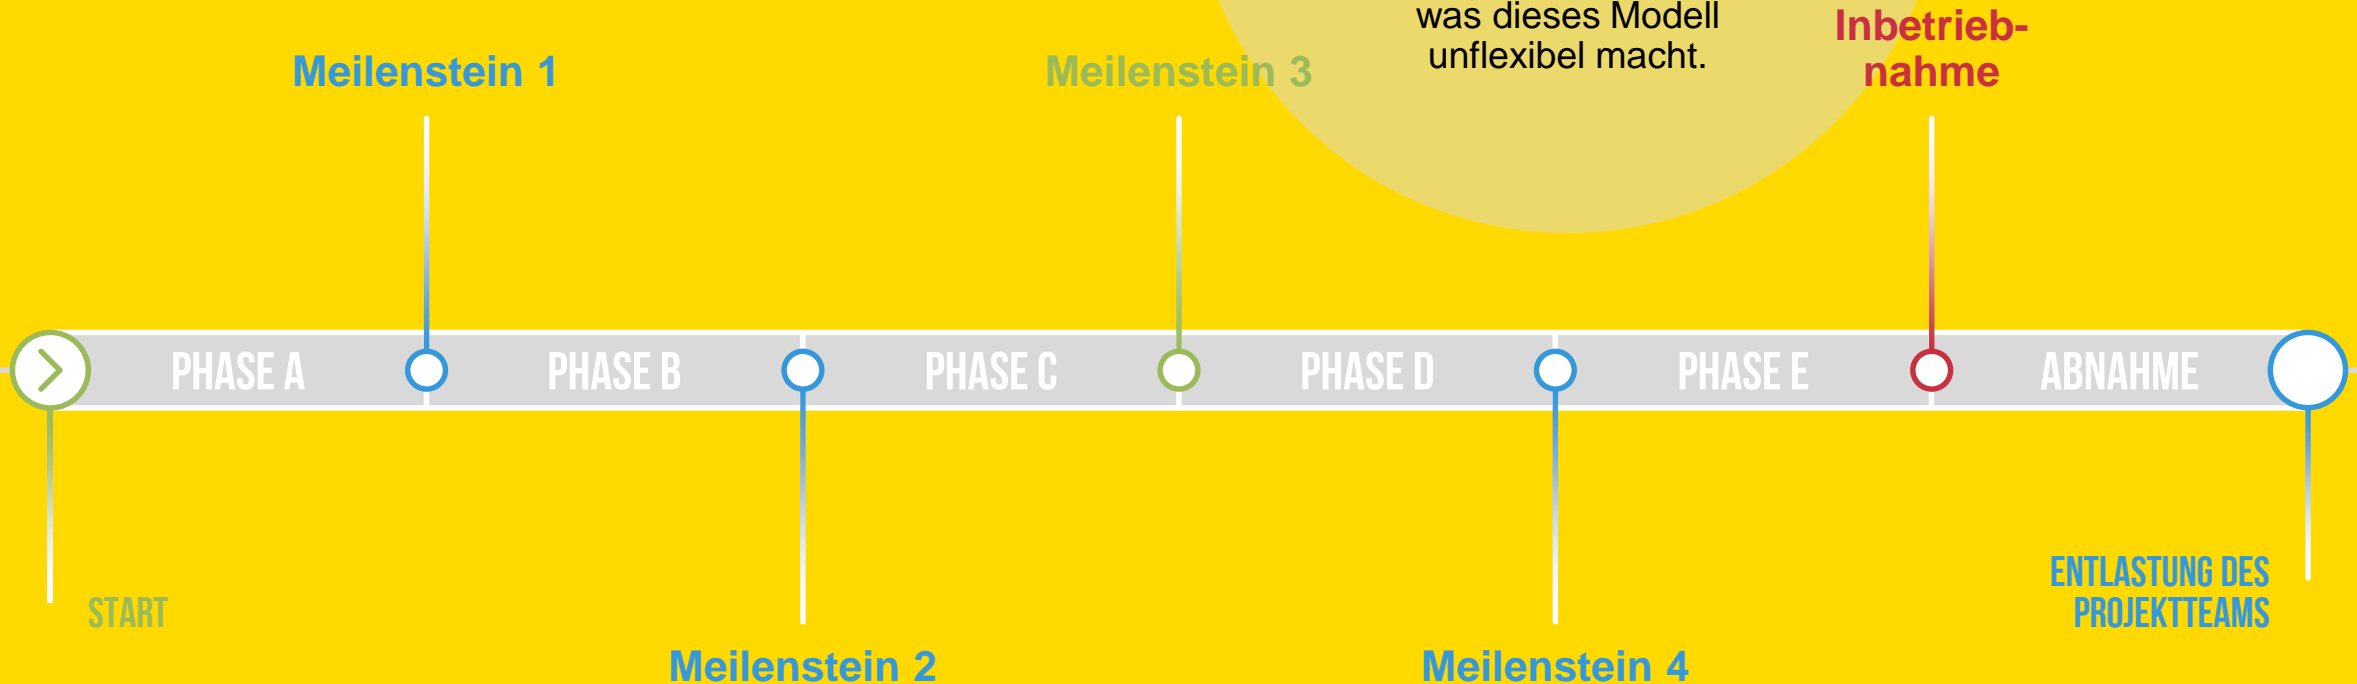 was dieses Modell
unflexibel macht.
Inbetrieb-
nahme
Meilenstein 1
Meilenstein 3
PHASE A
PHASE B
PHASE C
PHASE D
PHASE E
ABNAHME
START
ENTLASTUNG DES
PROJEKTTEAMS
Meilenstein 2
Meilenstein 4